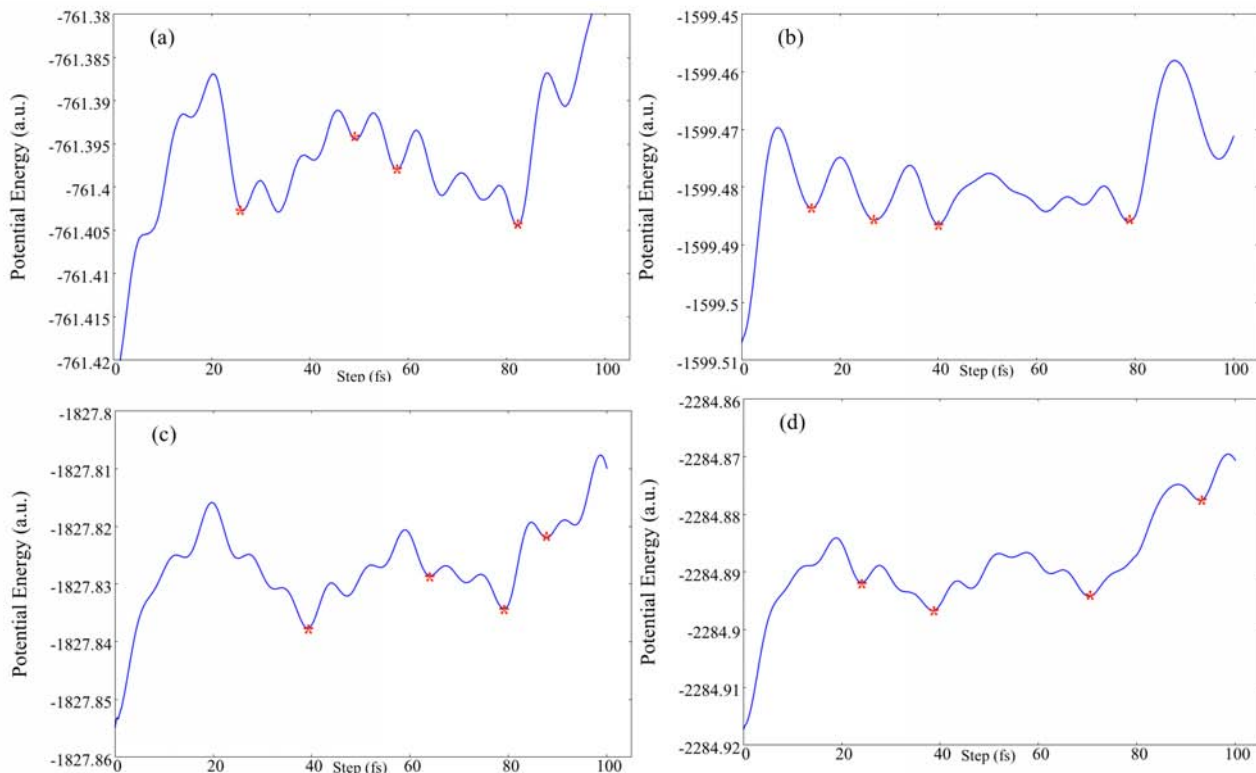 (a)
Potential Energy (a.u.)
-761.38
-761.385
-761.39
-761.395
-761.4
-761.405
-761.41
-761.415
-761.42
0 20 40 60 80 100
Step (fs)
(b)
Potential Energy (a.u.)
-1599.45
-1599.46
-1599.47
-1599.48
-1599.49
-1599.5
-1599.51
0 20 40 60 80 100
Step (fs)
(c)
Potential Energy (a.u.)
-1827.8
-1827.81
-1827.82
-1827.83
-1827.84
-1827.85
-1827.86
0 20 40 60 80 100
Step (fs)
(d)
Potential Energy (a.u.)
-2284.86
-2284.87
-2284.88
-2284.89
-2284.9
-2284.91
-2284.92
0 20 40 60 80 100
Step (fs)